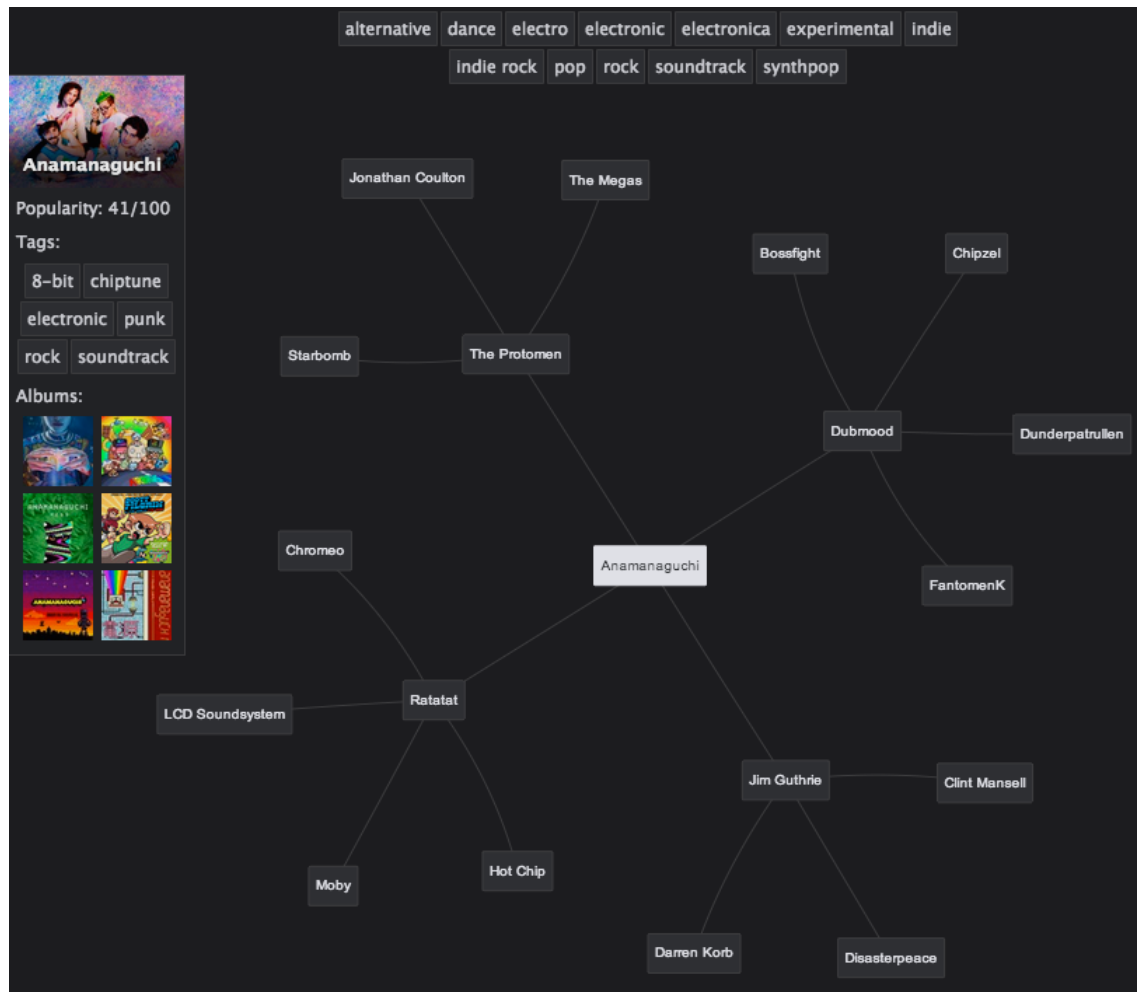 alternative dance electro electronic electronica experimental indie
indie rock pop rock soundtrack synthpop
Anamanaguchi
Popularity: 41/100
Tags:
8-bit chiptune
electronic punk
rock soundtrack
Albums:
Jonathan Coulton
The Megas
Bossfight
Chipzel
Starbomb
The Protomen
Dubmood
Dunderpatrullen
Chromeo
Anamanaguchi
FantomenK
LCD Soundsystem
Ratatat
Jim Guthrie
Clint Mansell
Moby
Hot Chip
Darren Korb
Disasterpeace
ANAMANAGUCHI